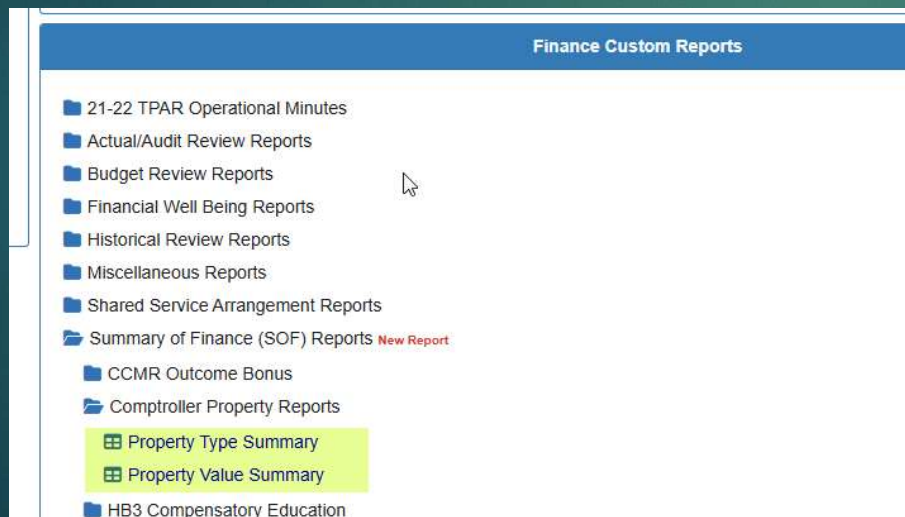 Finance Custom Reports
21-22 TPAR Operational Minutes
Actual/Audit Review Reports
Budget Review Reports
Financial Well Being Reports
Historical Review Reports
Miscellaneous Reports
Shared Service Arrangement Reports
Summary of Finance (SOF) Reports New Report
CCMR Outcome Bonus
Comptroller Property Reports
Property Type Summary
Property Value Summary
HB3 Compensatory Education